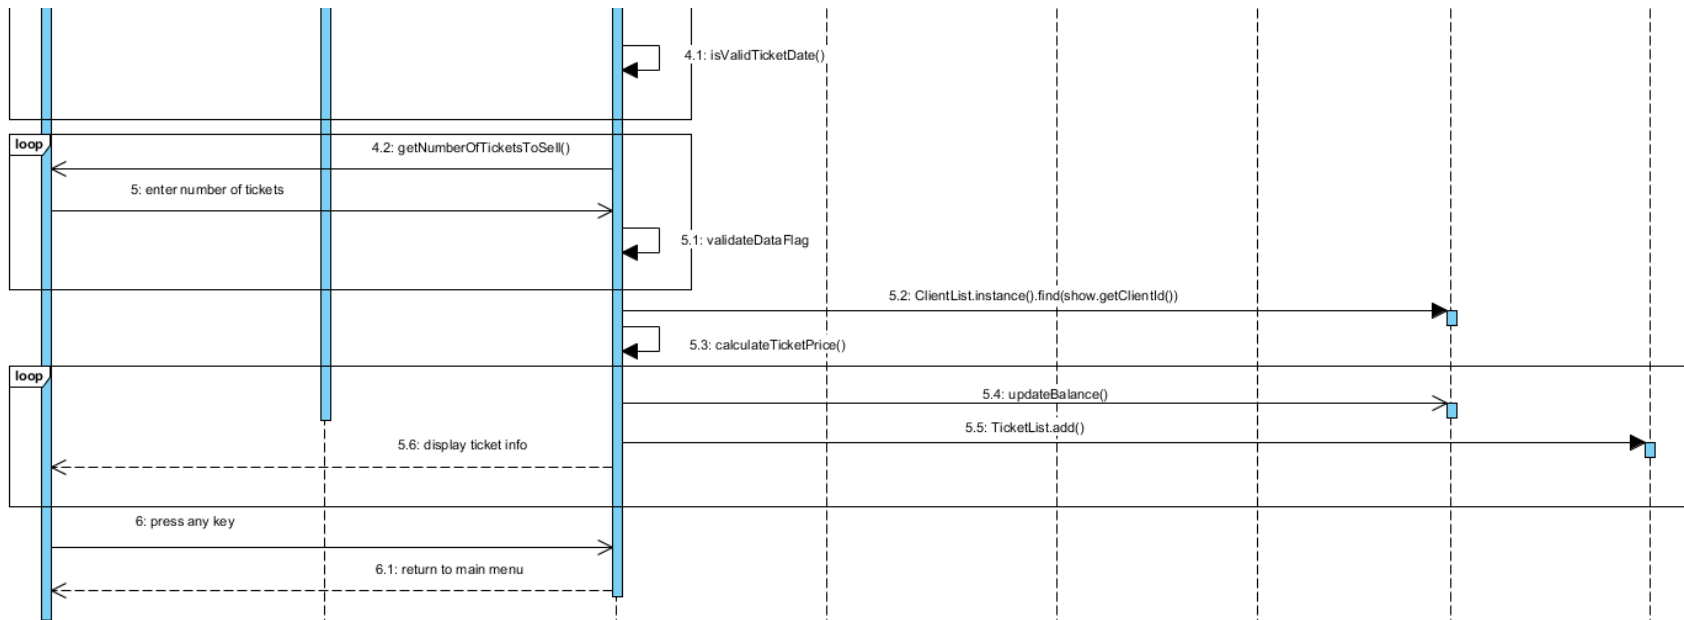 4.1: isValidTicketDate()
loop
4.2: getNumberOfTicketsToSell()
5: enter number of tickets
5.1: validateDataFlag
5.2: ClientList.instance().find(show.getClientId())
5.3: calculateTicketPrice()
loop
5.4: updateBalance()
5.5: TicketList.add()
5.6: display ticket info
6: press any key
6.1: return to main menu